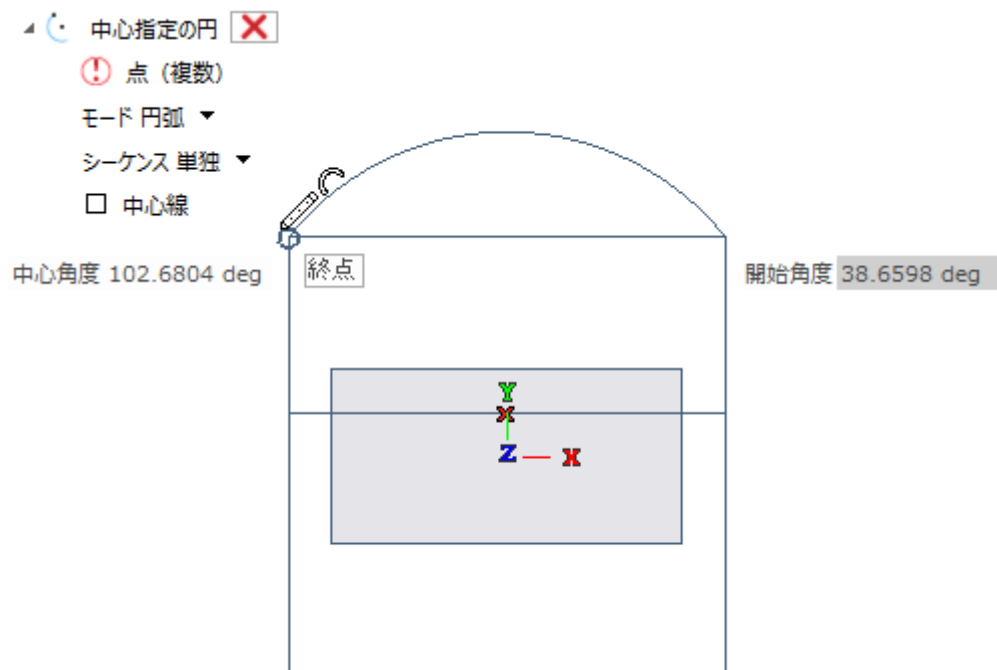 中心指定の円
点（複数）
モード 円弧
シーケンス 単独
中心線
中心角度 102.6804 deg
終点
開始角度 38.6598 deg
Y
Z
X